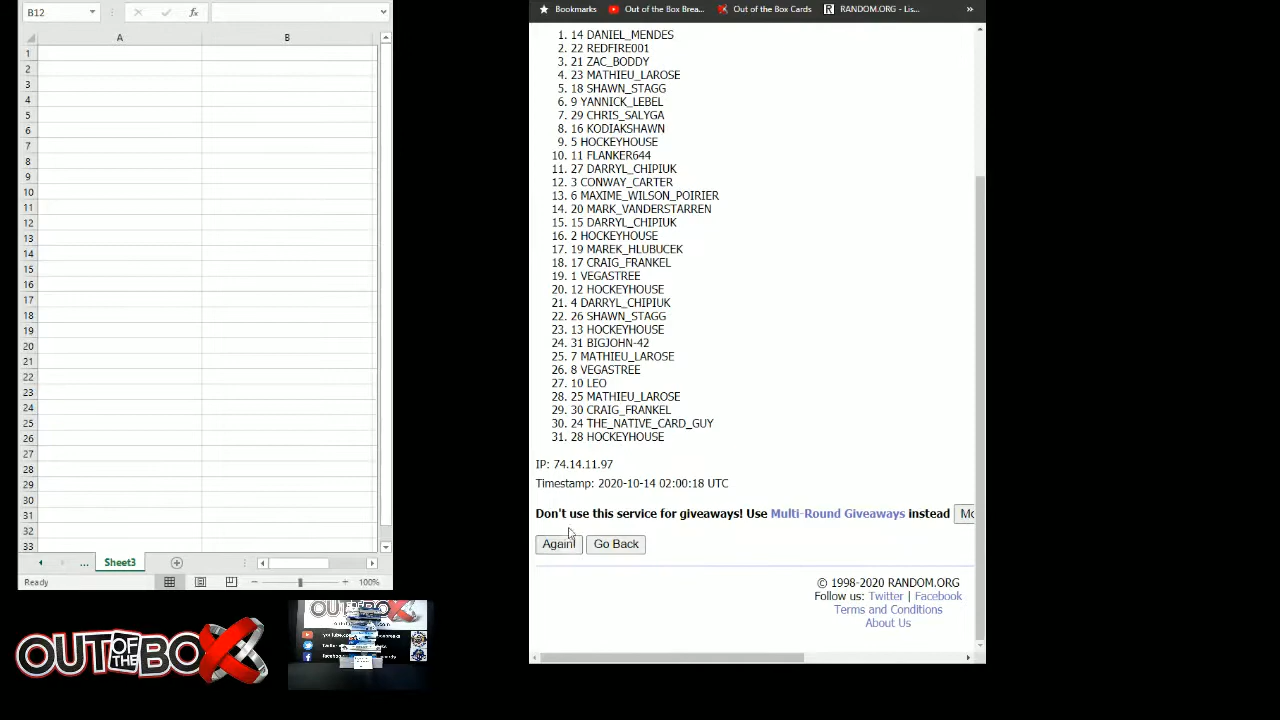 B12
fx
Bookmarks
Out of the Box Brea...
Out of the Box Cards
RANDOM.ORG - Lis...
»
A B
1
2
3
4
5
6
7
8
9
10
11
12
13
14
15
16
17
18
19
20
21
22
23
24
25
26
27
28
29
30
31
32
33
... Sheet3
Ready
100%
1. 14 DANIEL_MENDES
2. 22 REDFIRE001
3. 21 ZAC_BODDY
4. 23 MATHIEU_LAROSE
5. 18 SHAWN_STAGG
6. 9 YANNICK_LEBEL
7. 29 CHRIS_SALYGA
8. 16 KODIAKSHAWN
9. 5 HOCKEYHOUSE
10. 11 FLANKER644
11. 27 DARRYL_CHIPIUK
12. 3 CONWAY_CARTER
13. 6 MAXIME_WILSON_POIRIER
14. 20 MARK_VANDERSTARREN
15. 15 DARRYL_CHIPIUK
16. 2 HOCKEYHOUSE
17. 19 MAREK_HLUBUCEK
18. 17 CRAIG_FRANKEL
19. 1 VEGASTREE
20. 12 HOCKEYHOUSE
21. 4 DARRYL_CHIPIUK
22. 26 SHAWN_STAGG
23. 13 HOCKEYHOUSE
24. 31 BIGJOHN-42
25. 7 MATHIEU_LAROSE
26. 8 VEGASTREE
27. 10 LEO
28. 25 MATHIEU_LAROSE
29. 30 CRAIG_FRANKEL
30. 24 THE_NATIVE_CARD_GUY
31. 28 HOCKEYHOUSE
IP: 74.14.11.97
Timestamp: 2020-10-14 02:00:18 UTC
Don't use this service for giveaways! Use Multi-Round Giveaways instead
Again! Go Back
© 1998-2020 RANDOM.ORG
Follow us: Twitter | Facebook
Terms and Conditions
About Us
OUT OF THE BOX